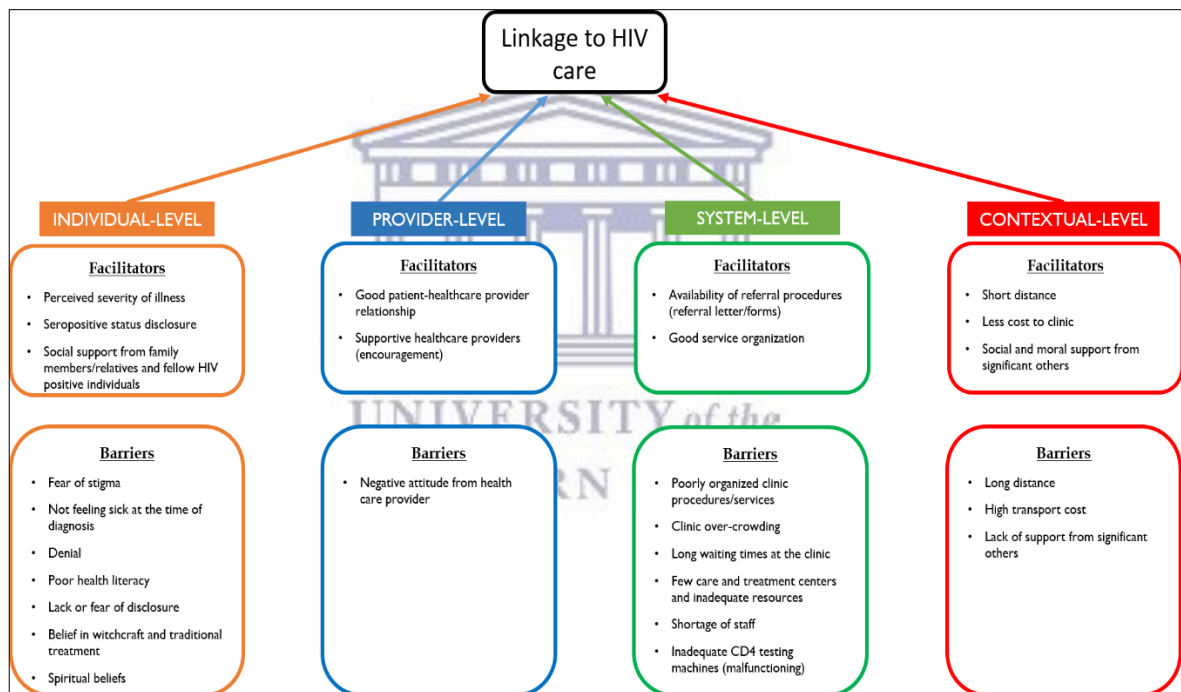 Linkage to HIV
care
INDIVIDUAL-LEVEL
Facilitators
• Perceived severity of illness
• Seropositive status disclosure
• Social support from family
members/relatives and fellow HIV
positive individuals
Barriers
• Fear of stigma
• Not feeling sick at the time of
diagnosis
• Denial
• Poor health literacy
• Lack or fear of disclosure
• Belief in witchcraft and traditional
treatment
• Spiritual beliefs
PROVIDER-LEVEL
Facilitators
• Good patient-healthcare provider
relationship
• Supportive healthcare providers
(encouragement)
Barriers
• Negative attitude from health
care provider
SYSTEM-LEVEL
Facilitators
• Availability of referral procedures
(referral letter/forms)
• Good service organization
Barriers
• Poorly organized clinic
procedures/services
• Clinic over-crowding
• Long waiting times at the clinic
• Few care and treatment centers
and inadequate resources
• Shortage of staff
• Inadequate CD4 testing
machines (malfunctioning)
CONTEXTUAL-LEVEL
Facilitators
• Short distance
• Less cost to clinic
• Social and moral support from
significant others
Barriers
• Long distance
• High transport cost
• Lack of support from significant
others
UNIVERSITY of the